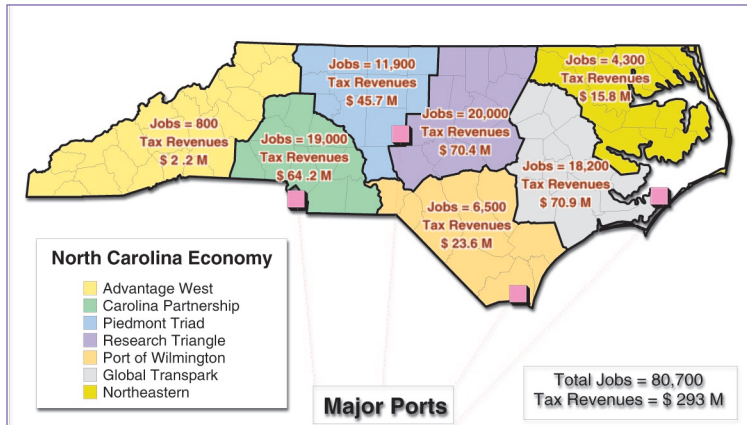 Jobs = 11,900
Tax Revenues
$ 45.7 M
Jobs = 4,300
Tax Revenues
$ 15.8 M
Jobs = 800
Tax Revenues
$ 2 .2 M
Jobs = 19,000
Tax Revenues
$ 64 .2 M
Jobs = 20,000
Tax Revenues
$ 70.4 M
Jobs = 18,200
Tax Revenues
$ 70.9 M
Jobs = 6,500
Tax Revenues
$ 23.6 M
North Carolina Economy
Advantage West
Carolina Partnership
Piedmont Triad
Research Triangle
Port of Wilmington
Global Transpark
Northeastern
Major Ports
Total Jobs = 80,700
Tax Revenues = $ 293 M